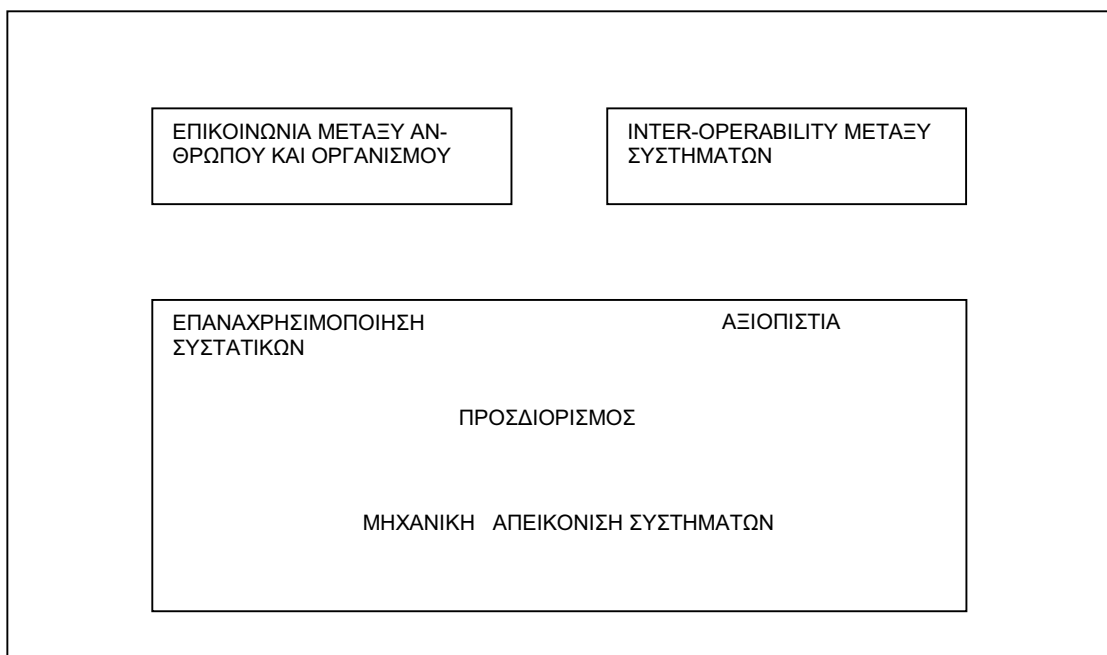 ΕΠΙΚΟΙΝΩΝΙΑ ΜΕΤΑΞΥ ΑΝ-
ΘΡΩΠΟΥ ΚΑΙ ΟΡΓΑΝΙΣΜΟΥ
INTER-OPERABILITY ΜΕΤΑΞΥ
ΣΥΣΤΗΜΑΤΩΝ
ΕΠΑΝΑΧΡΗΣΙΜΟΠΟΙΗΣΗ
ΣΥΣΤΑΤΙΚΩΝ
ΑΞΙΟΠΙΣΤΙΑ
ΠΡΟΣΔΙΟΡΙΣΜΟΣ
ΜΗΧΑΝΙΚΗ ΑΠΕΙΚΟΝΙΣΗ ΣΥΣΤΗΜΑΤΩΝ